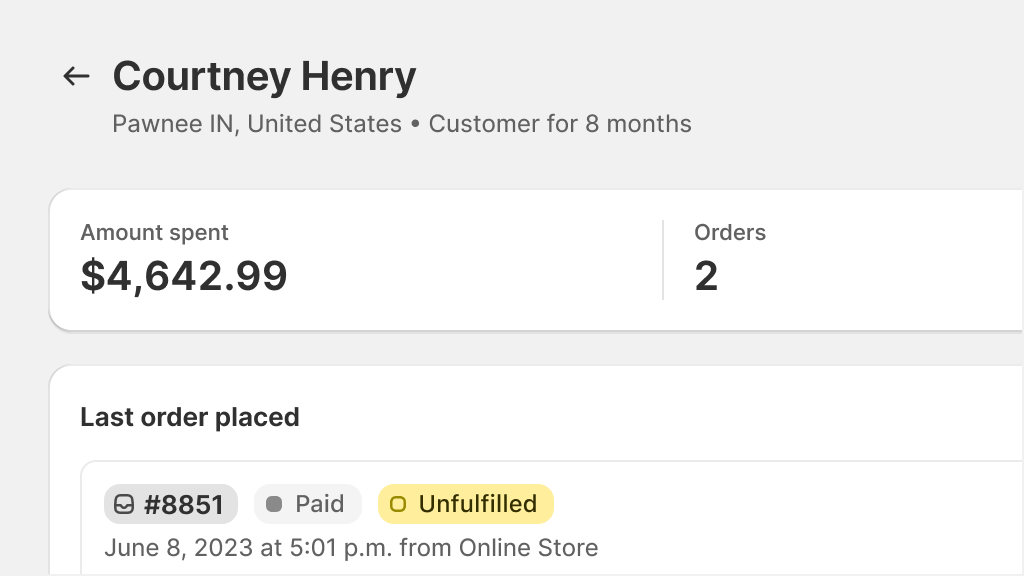 Courtney Henry
Pawnee IN, United States • Customer for 8 months
Amount spent
$4,642.99
Orders
2
Last order placed
#8851 Paid Unfulfilled
June 8, 2023 at 5:01 p.m. from Online Store